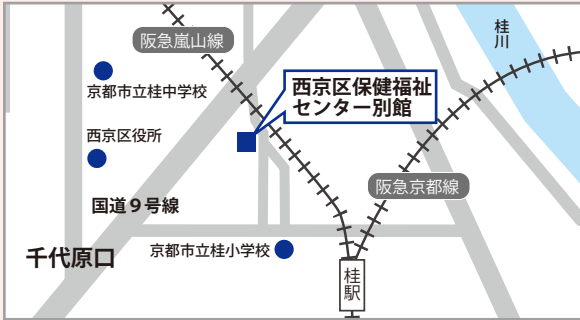 阪急嵐山線
桂川
京都市立桂中学校
西京区保健福祉
センター別館
西京区役所
阪急京都線
国道9号線
千代原口
京都市立桂小学校
桂駅